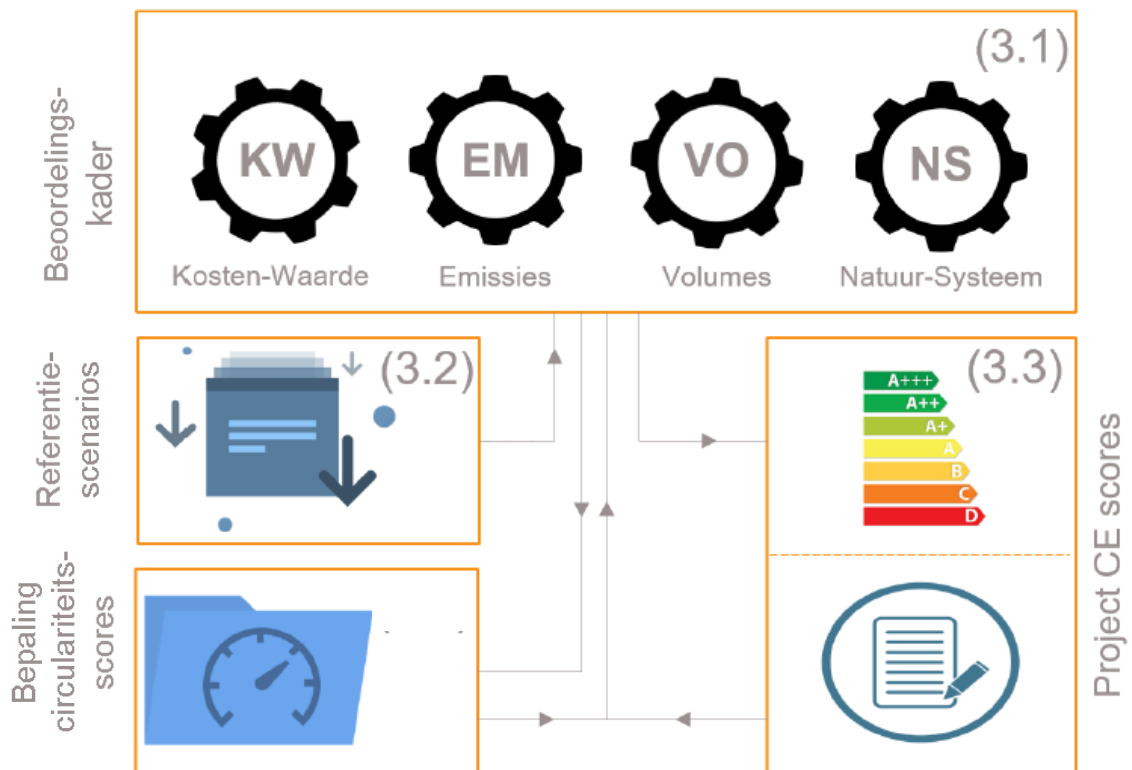 Beoordelings-
kader
(3.1)
KW
EM
VO
NS
Kosten-Waarde
Emissies
Volumes
Natuur-Systeem
Referentie-
scenarios
(3.2)
(3.3)
A+++
A++
A+
A
B
C
D
Bepaling
circulariteits-
scores
Project CE scores